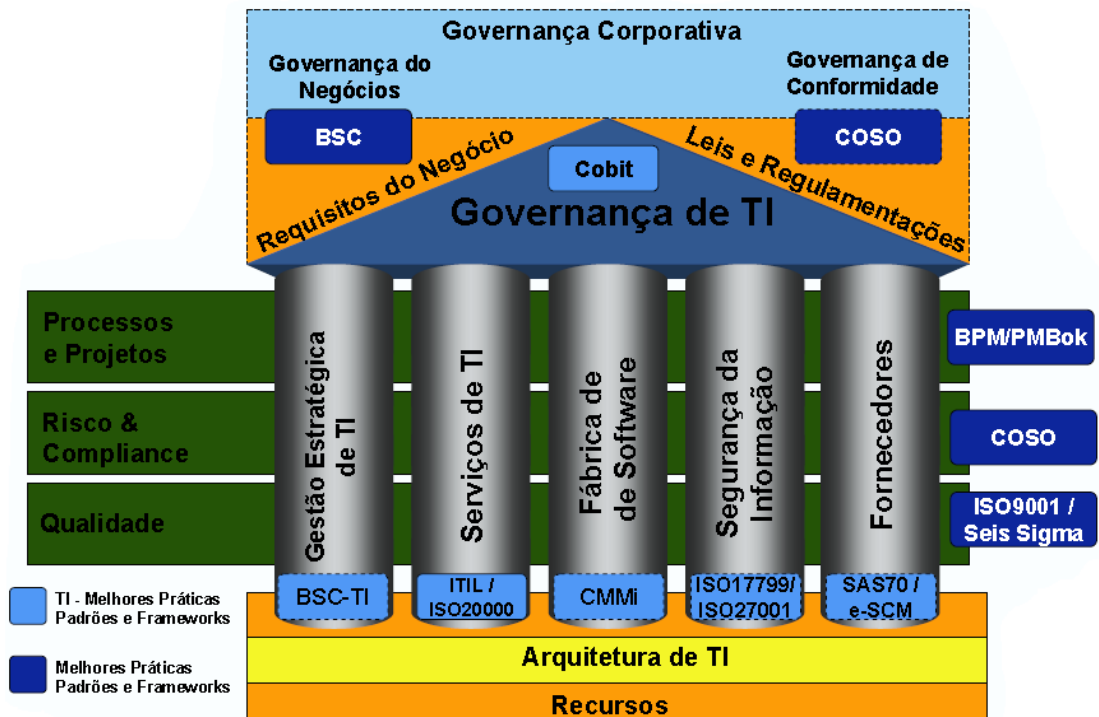 Governança Corporativa
Governança do
Negócios
Governança de
Conformidade
BSC
COSO
Requisitos do Negócio
Leis e Regulamentações
Cobit
Governança de TI
Processos
e Projetos
Risco &
Compliance
Qualidade
Gestão Estratégica
de TI
Serviços de TI
Fábrica de
de Software
Segurança da
Informação
Fornecedores
BPM/PMBok
COSO
ISO9001 /
Seis Sigma
BSC-TI
ITIL /
ISO20000
CMMi
ISO17799/
ISO27001
SAS70 /
e-SCM
TI - Melhores Práticas
Padrões e Frameworks
Melhores Práticas
Padrões e Frameworks
Arquitetura de TI
Recursos